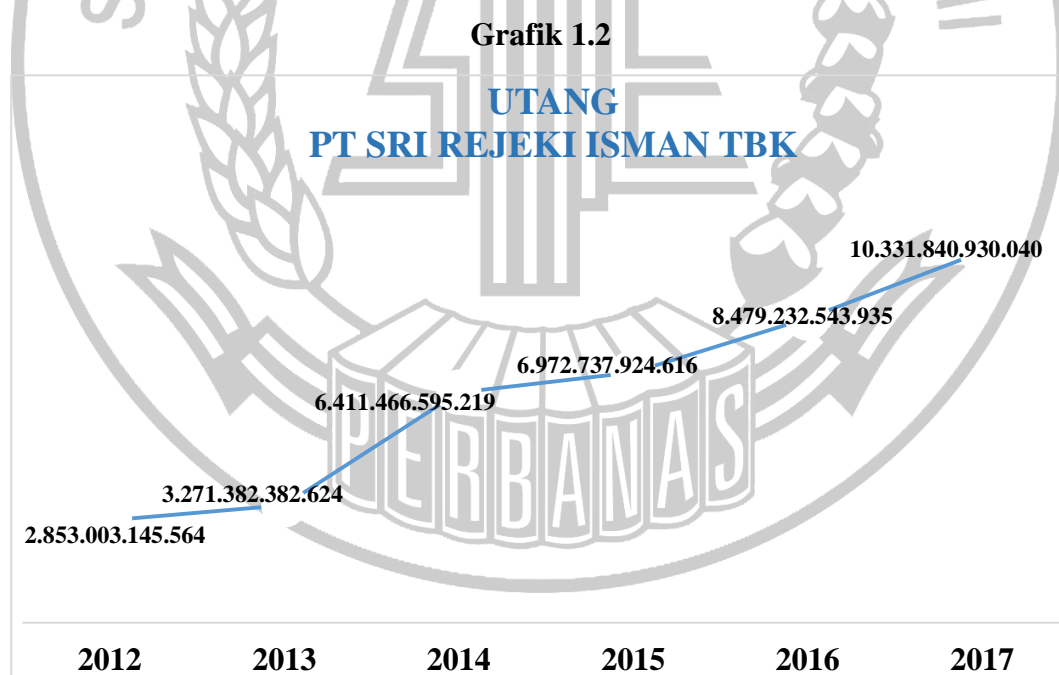 Grafik 1.2
UTANG
PT SRI REJEKI ISMAN TBK
10.331.840.930.040
8.479.232.543.935
6.972.737.924.616
6.411.466.595.219
3.271.382.382.624
2.853.003.145.564
PERBANAS
2012 2013 2014 2015 2016 2017